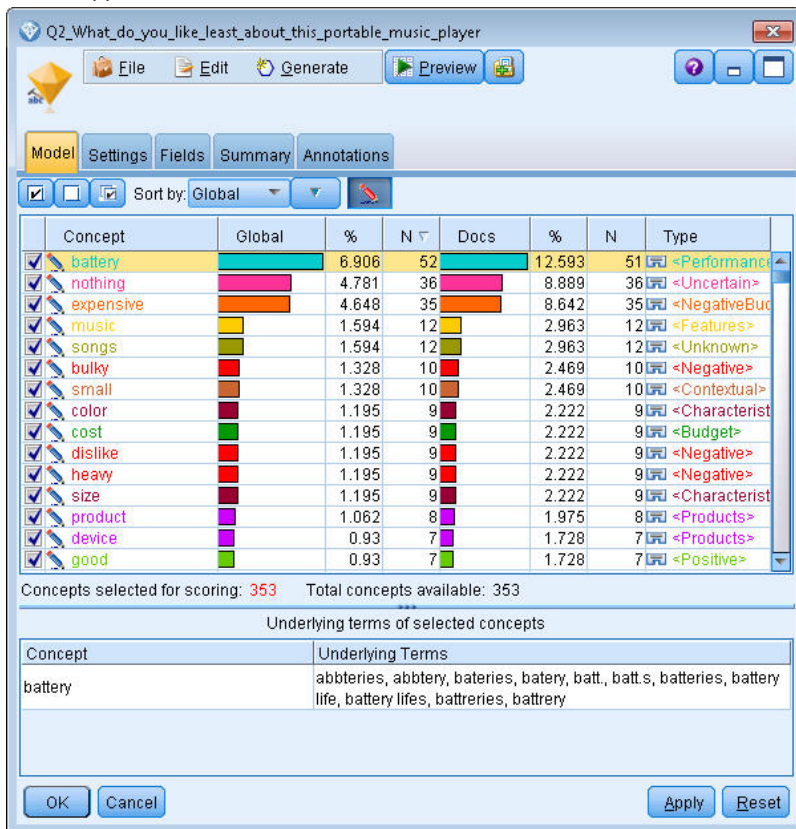 Q2_What_do_you_like_least_about_this_portable_music_player
File Edit Generate Preview
abc
Model Settings Fields Summary Annotations
Sort by: Global
Concept Global % N Docs % N Type
battery 6.906 52 12.593 51 <Performance
nothing 4.781 36 8.889 36 <Uncertain>
expensive 4.648 35 8.642 35 <NegativeBud
music 1.594 12 2.963 12 <Features>
songs 1.594 12 2.963 12 <Unknown>
bulky 1.328 10 2.469 10 <Negative>
small 1.328 10 2.469 10 <Contextual>
color 1.195 9 2.222 9 <Characterist
cost 1.195 9 2.222 9 <Budget>
dislike 1.195 9 2.222 9 <Negative>
heavy 1.195 9 2.222 9 <Negative>
size 1.195 9 2.222 9 <Characterist
product 1.062 8 1.975 8 <Products>
device 0.93 7 1.728 7 <Products>
good 0.93 7 1.728 7 <Positive>
Concepts selected for scoring: 353 Total concepts available: 353
Underlying terms of selected concepts
Concept Underlying Terms
battery abbteries, abbtery, bateries, batery, batt., batt.s, batteries, battery
life, battery lifes, battreries, battrery
OK Cancel Apply Reset